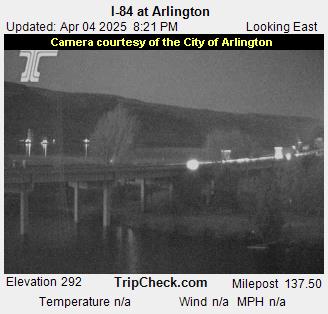 I-84 at Arlington
Updated: Apr 04 2025 8:21 PM Looking East
Camera courtesy of the City of Arlington
Elevation 292 TripCheck.com Milepost 137.50
Temperature n/a Wind n/a MPH n/a